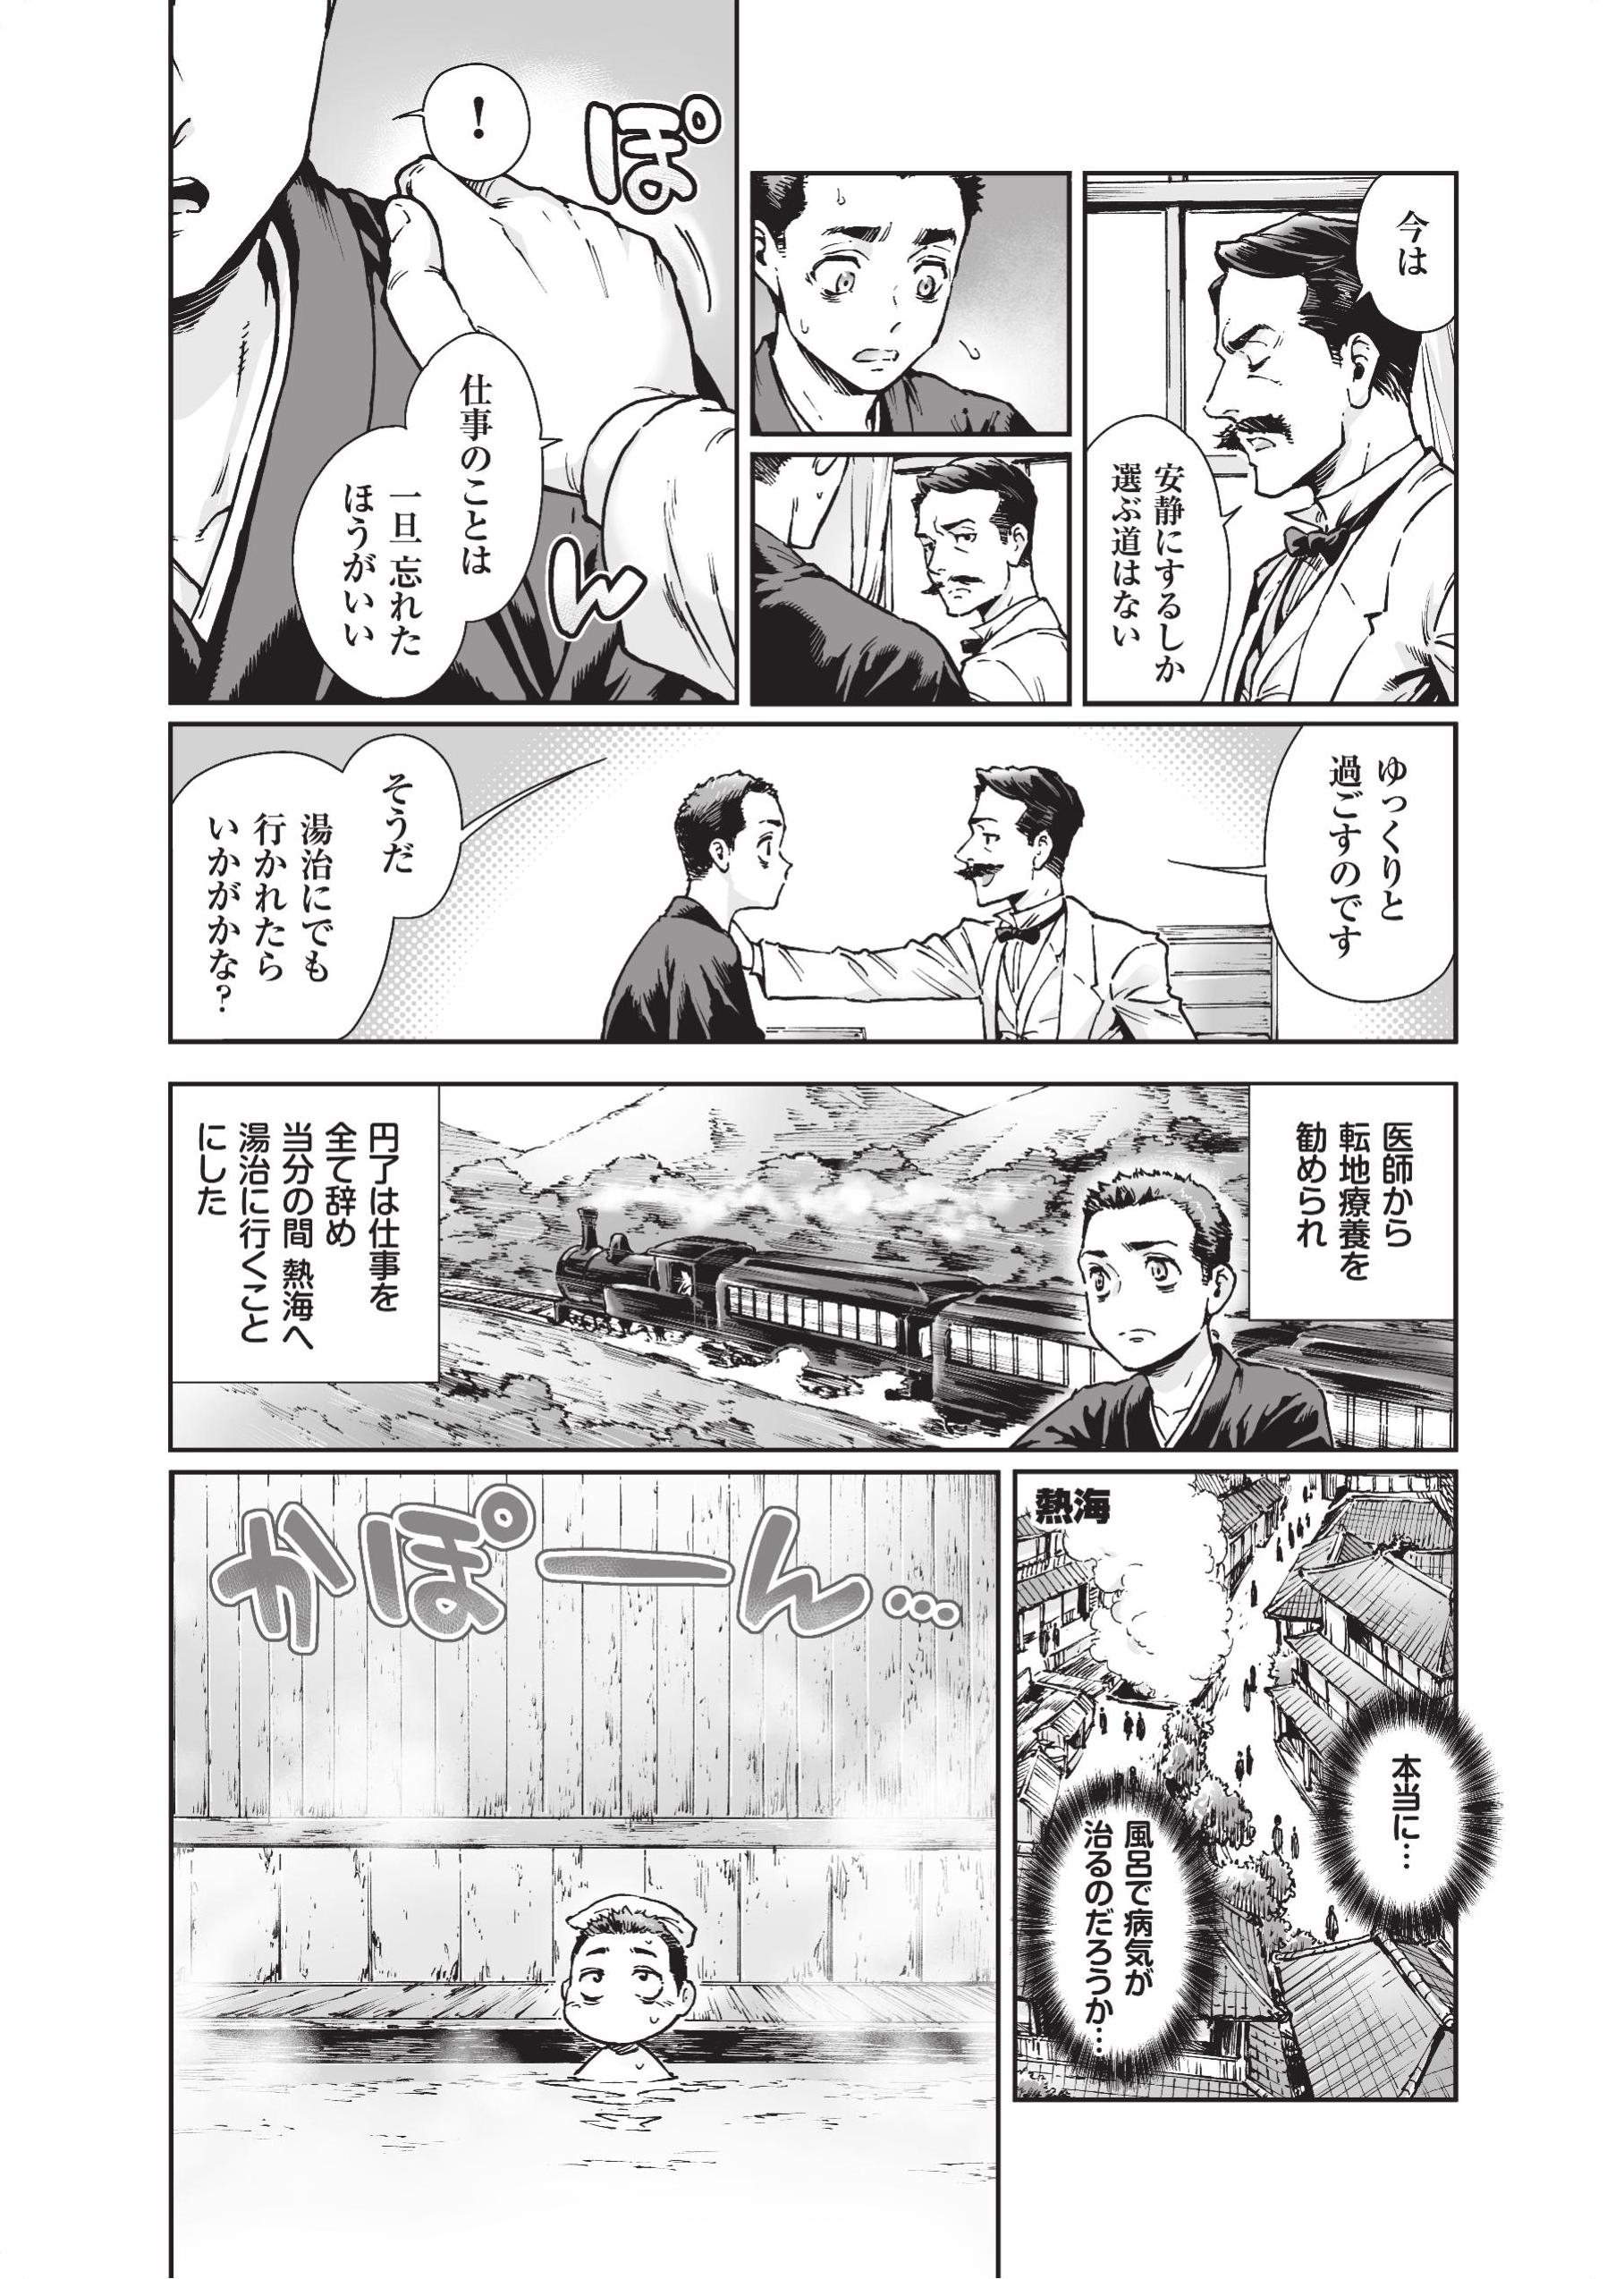 今は
安静にするしか
選ぶ道はない
！
ぽ
ん
仕事のことは
一旦忘れた
ほうがいい
ゆっくりと
過ごすのです
そうだ
湯治にでも
行かれたら
いかがかな？
医師から
転地療養を
勧められ
円了は仕事を
全て辞め
当分の間 熱海へ
湯治に行くこと
にした
熱海
本当に…
風呂で病気が
治るのだろうか…
かぽーん…